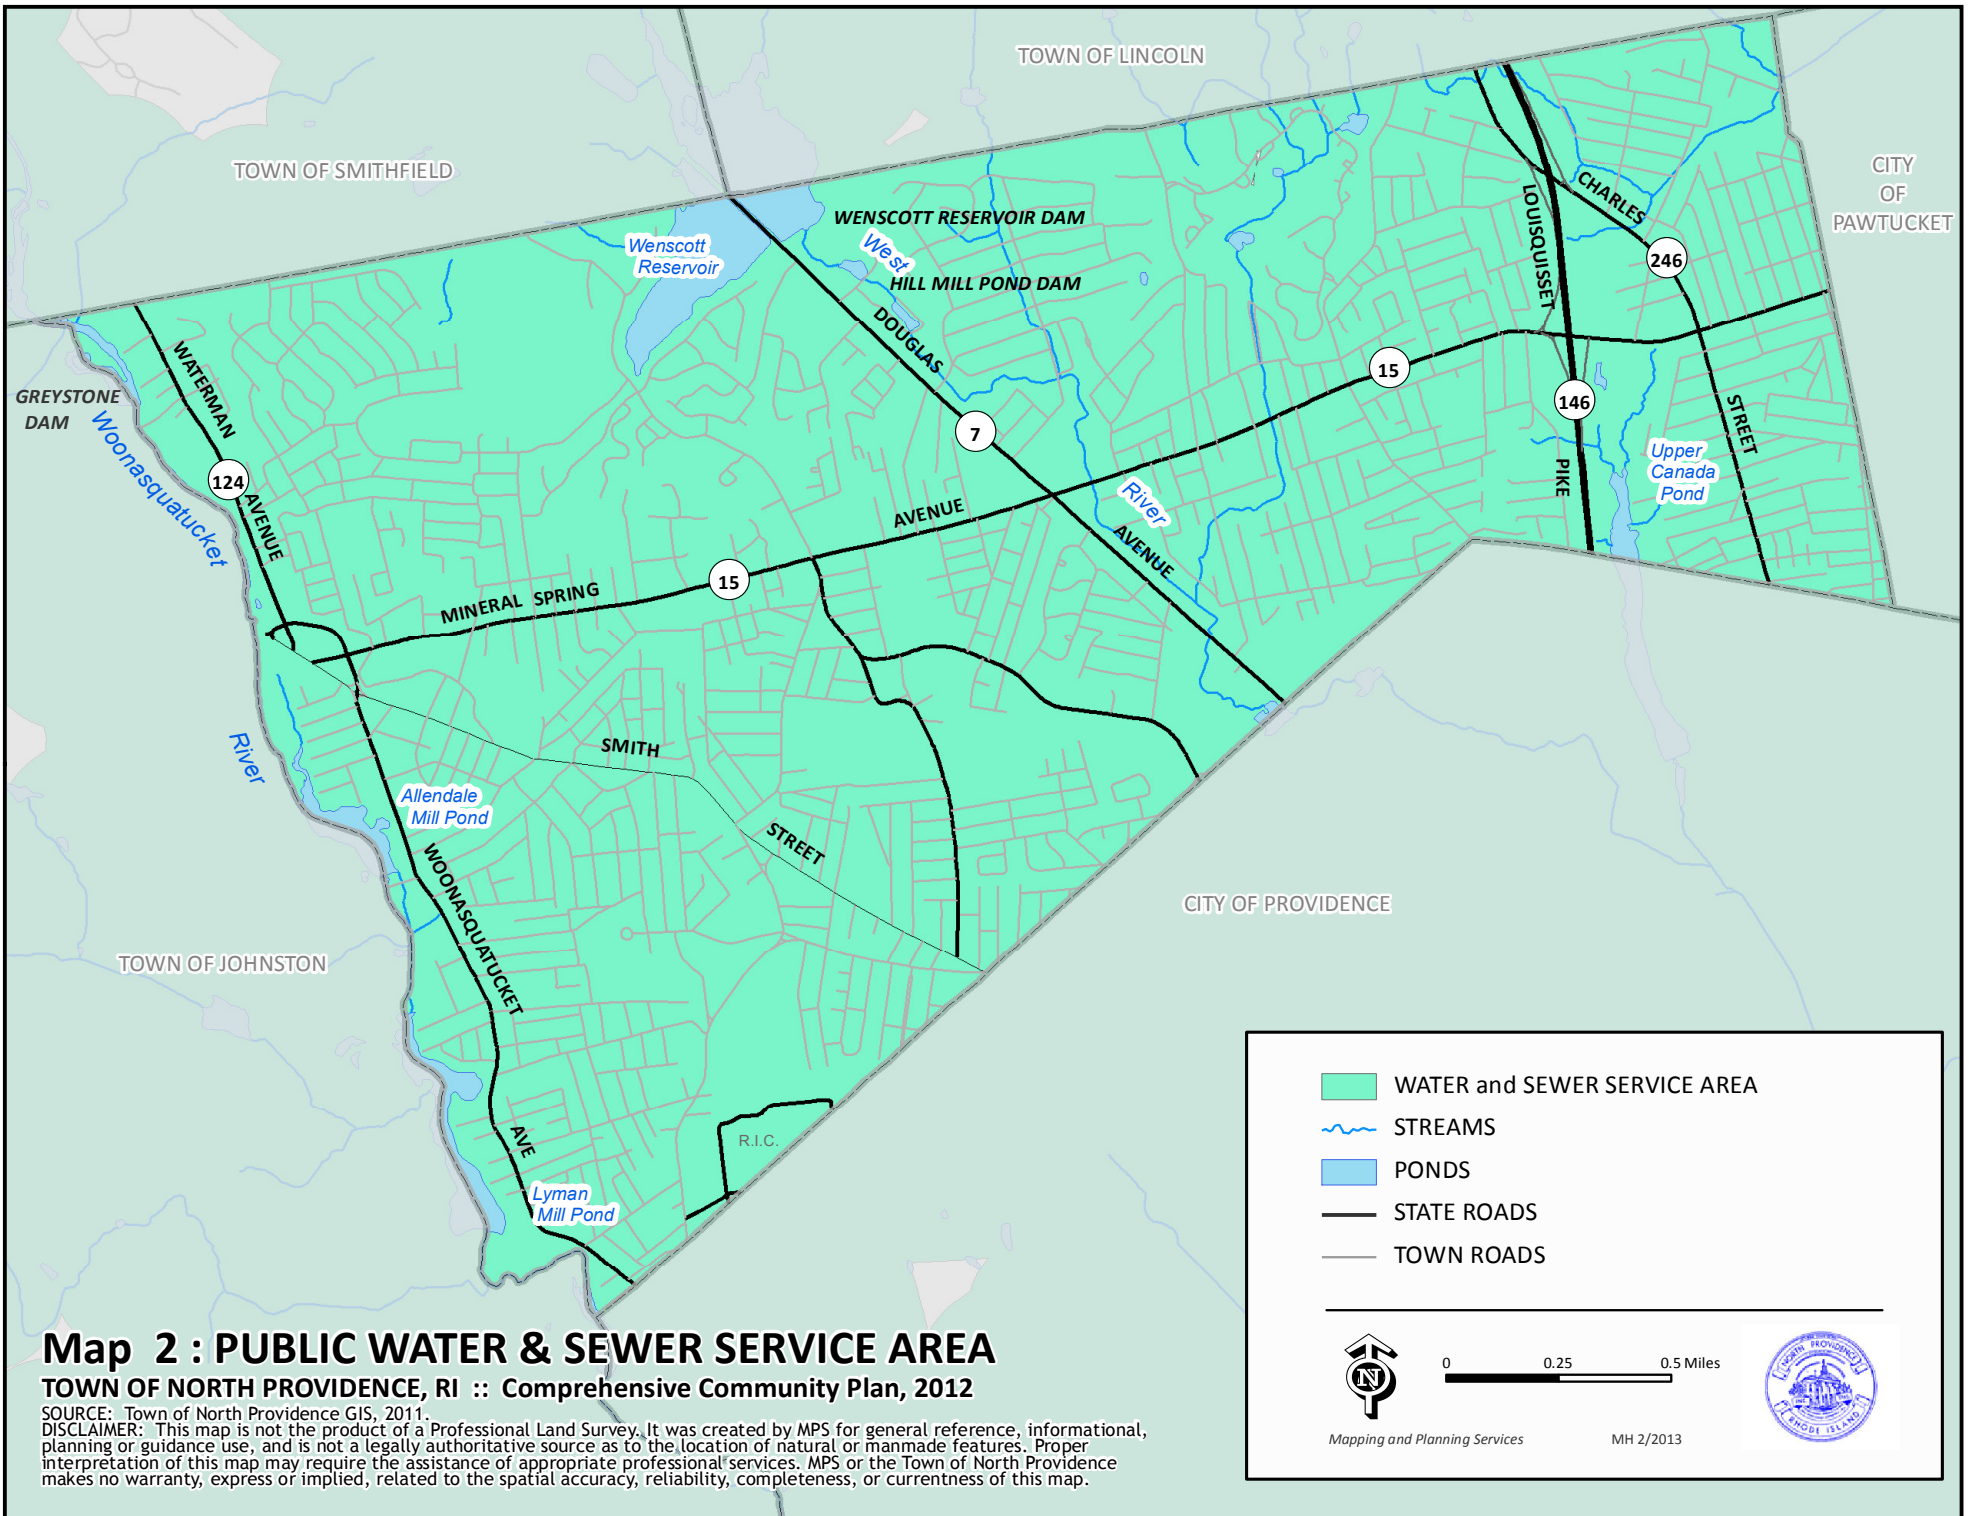 TOWN OF LINCOLN
TOWN OF SMITHFIELD
CITY
OF
PAWTUCKET
WENSCOTT RESERVOIR DAM
Wenscott
Reservoir
West
HILL MILL POND DAM
CHARLES
LOUISQUISSET
246
DOUGLAS
WATERMAN
GREYSTONE
DAM
15
146
7
STREET
Woonasquatucket
124
AVENUE
Upper
Canada
Pond
PIKE
River
AVENUE
AVENUE
15
MINERAL SPRING
River
SMITH
Allendale
Mill Pond
STREET
WOONASQUATUCKET
CITY OF PROVIDENCE
TOWN OF JOHNSTON
AVE
R.I.C.
Lyman
Mill Pond
WATER and SEWER SERVICE AREA
STREAMS
PONDS
STATE ROADS
TOWN ROADS
N
0 0.25 0.5 Miles
Mapping and Planning Services MH 2/2013
NORTH PROVIDENCE
RHODE ISLAND
Map 2 : PUBLIC WATER & SEWER SERVICE AREA
TOWN OF NORTH PROVIDENCE, RI :: Comprehensive Community Plan, 2012
SOURCE: Town of North Providence GIS, 2011.
DISCLAIMER: This map is not the product of a Professional Land Survey. It was created by MPS for general reference, informational,
planning or guidance use, and is not a legally authoritative source as to the location of natural or manmade features. Proper
interpretation of this map may require the assistance of appropriate professional services. MPS or the Town of North Providence
makes no warranty, express or implied, related to the spatial accuracy, reliability, completeness, or currentness of this map.